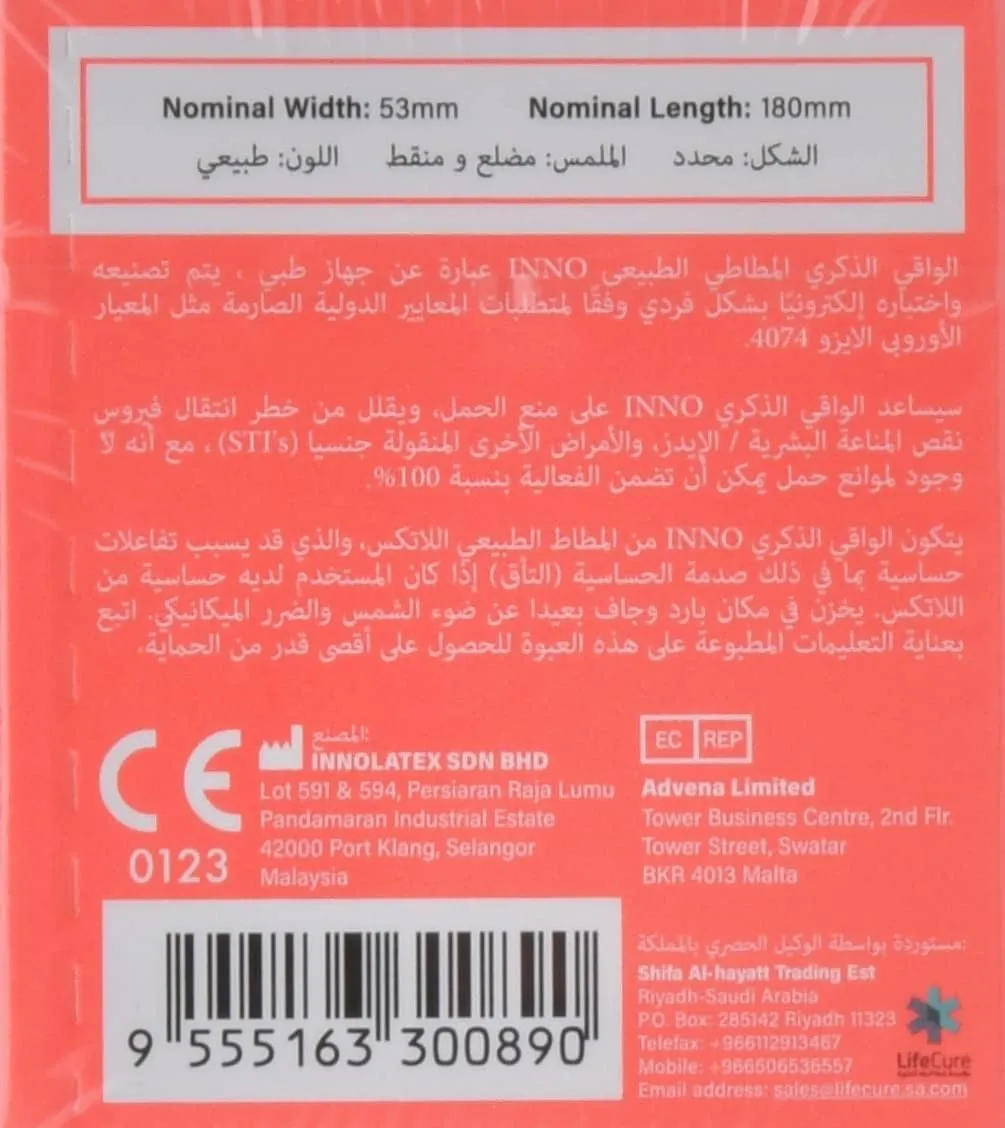 Nominal Width: 53mm Nominal Length: 180mm
الشكل: محدد الملمس: مضلع و منقط اللون: طبيعي
الواقي الذكري المطاطي الطبيعي INNO عبارة عن جهاز طبي ، يتم تصنيعه
واختباره إلكترونيًا بشكل فردي وفقًا لمتطلبات المعايير الدولية الصارمة مثل المعيار
الأوروبي الايزو 4074.
سيساعد الواقي الذكري INNO على منع الحمل، ويقلل من خطر انتقال فيروس
نقص المناعة البشرية / الإيدز، والأمراض الأخرى المنقولة جنسيا (STI's) ، مع أنه لا
وجود لموانع حمل يمكن أن تضمن الفعالية بنسبة 100%.
يتكون الواقي الذكري INNO من المطاط الطبيعي اللاتكس، والذي قد يسبب تفاعلات
حساسية بما في ذلك صدمة الحساسية (التأق) إذا كان المستخدم لديه حساسية من
اللاتكس. يخزن في مكان بارد وجاف بعيدا عن ضوء الشمس والضرر الميكانيكي. اتبع
بعناية التعليمات المطبوعة على هذه العبوة للحصول على أقصى قدر من الحماية.
CE
0123
المصنع:
INNOLATEX SDN BHD
Lot 591 & 594, Persiaran Raja Lumu
Pandamaran Industrial Estate
42000 Port Klang, Selangor
Malaysia
EC REP
Advena Limited
Tower Business Centre, 2nd Flr.
Tower Street, Swatar
BKR 4013 Malta
9 555163 300890
مستوردة بواسطة الوكيل الحصري بالمملكة:
Shifa Al-hayatt Trading Est
Riyadh-Saudi Arabia
P.O. Box: 285142 Riyadh 11323
Telefax: +966112913467
Mobile: +966506536557
Email address: sales@lifecure.sa.com
LifeCure